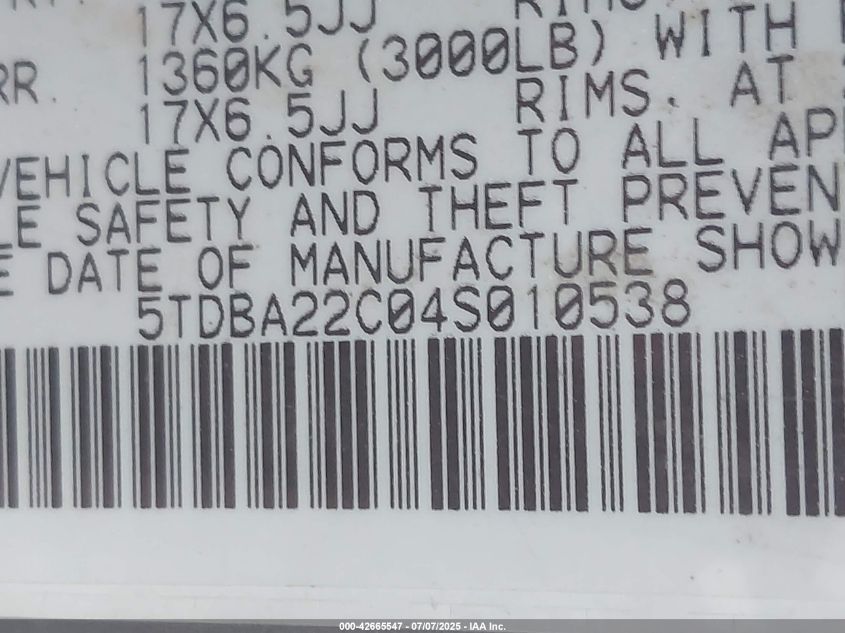 17X6.5JJ
RR. 1360KG (3000LB) WITH
17X6.5JJ RIMS. AT
VEHICLE CONFORMS TO ALL AP
LE SAFETY AND THEFT PREVEN
E DATE OF MANUFACTURE SHOW
5TDBA22C04S010538
000-42665547 - 07/07/2025 - IAA Inc.